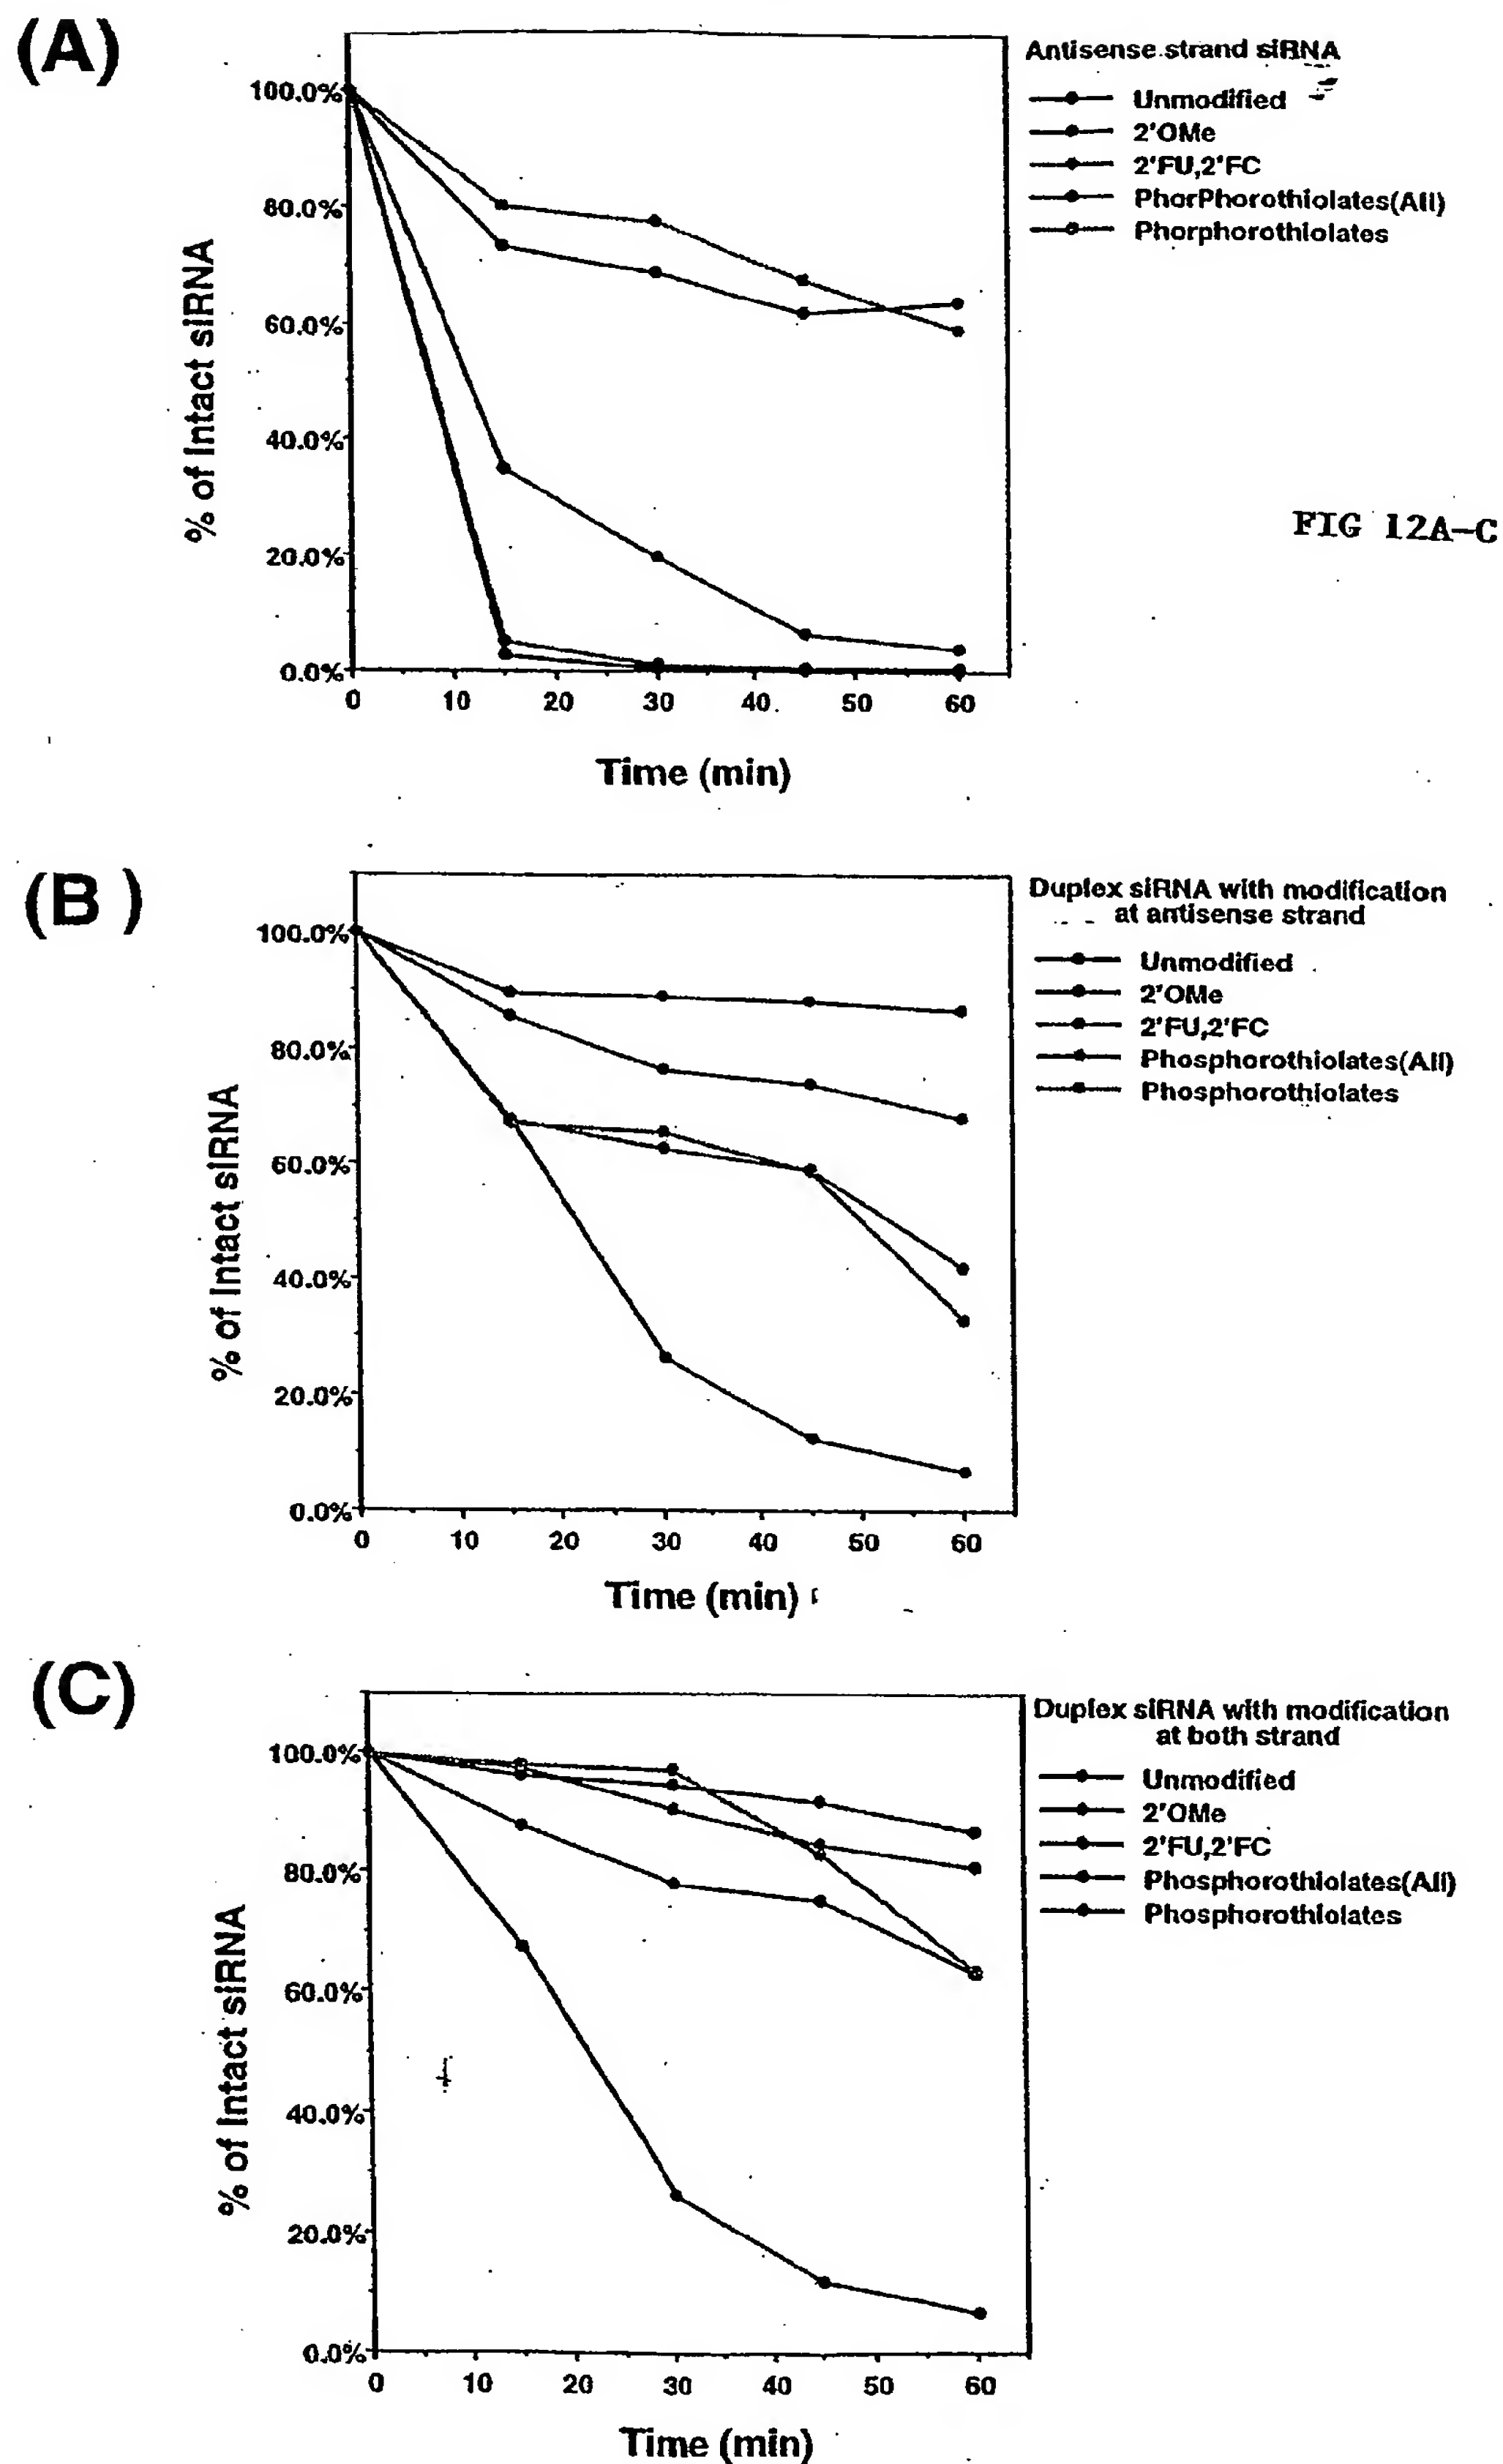 (A)
Antisense strand siRNA
Unmodified
2'OMe
2'FU,2'FC
PhorPhorothiolates(All)
Phorphorothiolates
100.0%
80.0%
60.0%
40.0%
20.0%
0.0%
% of Intact siRNA
0 10 20 30 40 50 60
Time (min)
FIG 12A-C
(B )
Duplex siRNA with modification
at antisense strand
Unmodified
2'OMe
2'FU,2'FC
Phosphorothiolates(All)
Phosphorothiolates
100.0%
80.0%
60.0%
40.0%
20.0%
0.0%
% of Intact siRNA
0 10 20 30 40 50 60
Time (min)
(C)
Duplex siRNA with modification
at both strand
Unmodified
2'OMe
2'FU,2'FC
Phosphorothiolates(All)
Phosphorothiolates
100.0%
80.0%
60.0%
40.0%
20.0%
0.0%
% of Intact siRNA
0 10 20 30 40 50 60
Time (min)